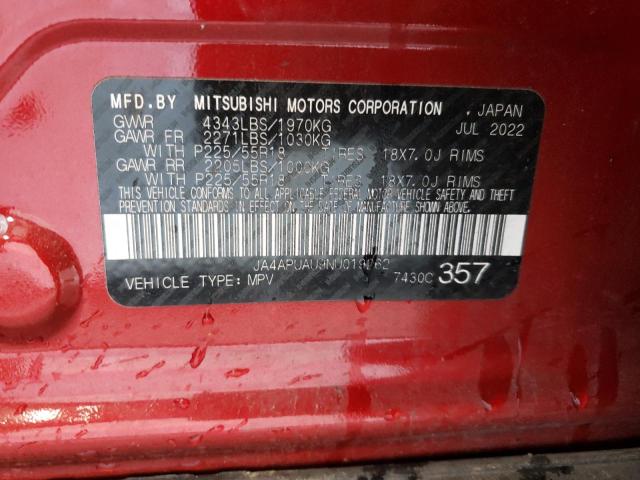 MFD.BY MITSUBISHI MOTORS CORPORATION , JAPAN
GVWR 4343LBS/1970KG JUL 2022
GAWR FR 2271LBS/1030KG
WITH P225/55R18 TIRES 18X7.0J RIMS
GAWR RR 2205LBS/1000KG
WITH P225/55R18 TIRES 18X7.0J RIMS
THIS VEHICLE CONFORMS TO ALL APPLICABLE FEDERAL MOTOR VEHICLE SAFETY AND THEFT
PREVENTION STANDARDS IN EFFECT ON THE DATE OF MANUFACTURE SHOWN ABOVE.
VEHICLE TYPE: MPV 7430C 357